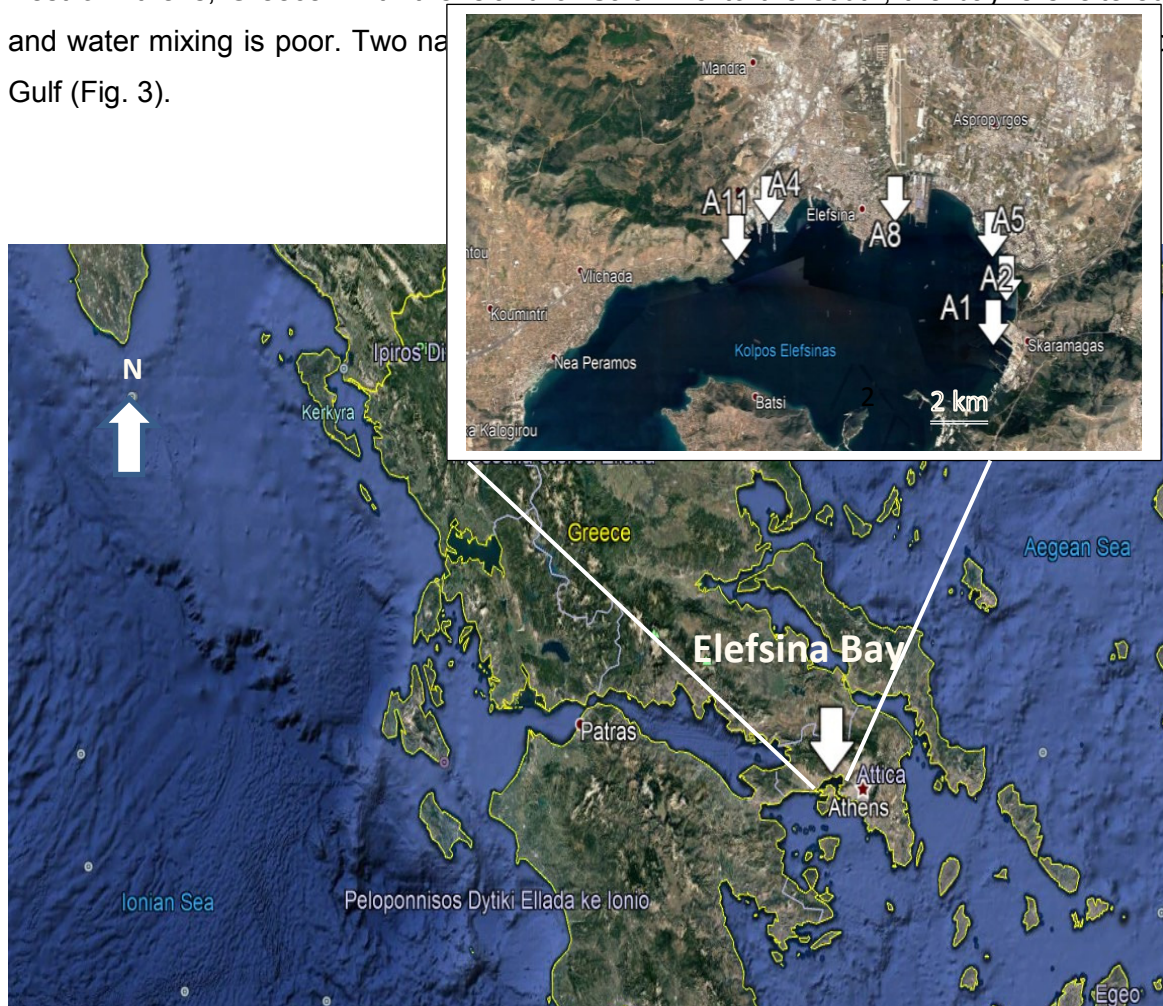 and water mixing is poor. Two na
Gulf (Fig. 3).
Mandra
Aspropyrgos
A11
A4
Elefsina
A8
A5
A2
A1
Vlichada
Koumintri
Nea Peramos
Kolpos Elefsinas
Batsi
Skaramagas
2
2 km
N
Ipiros
Kerkyra
Greece
Aegean Sea
Elefsina Bay
Patras
Attica
Athens
Ionian Sea
Peloponnisos Dytiki Ellada ke Ionio
Egeo